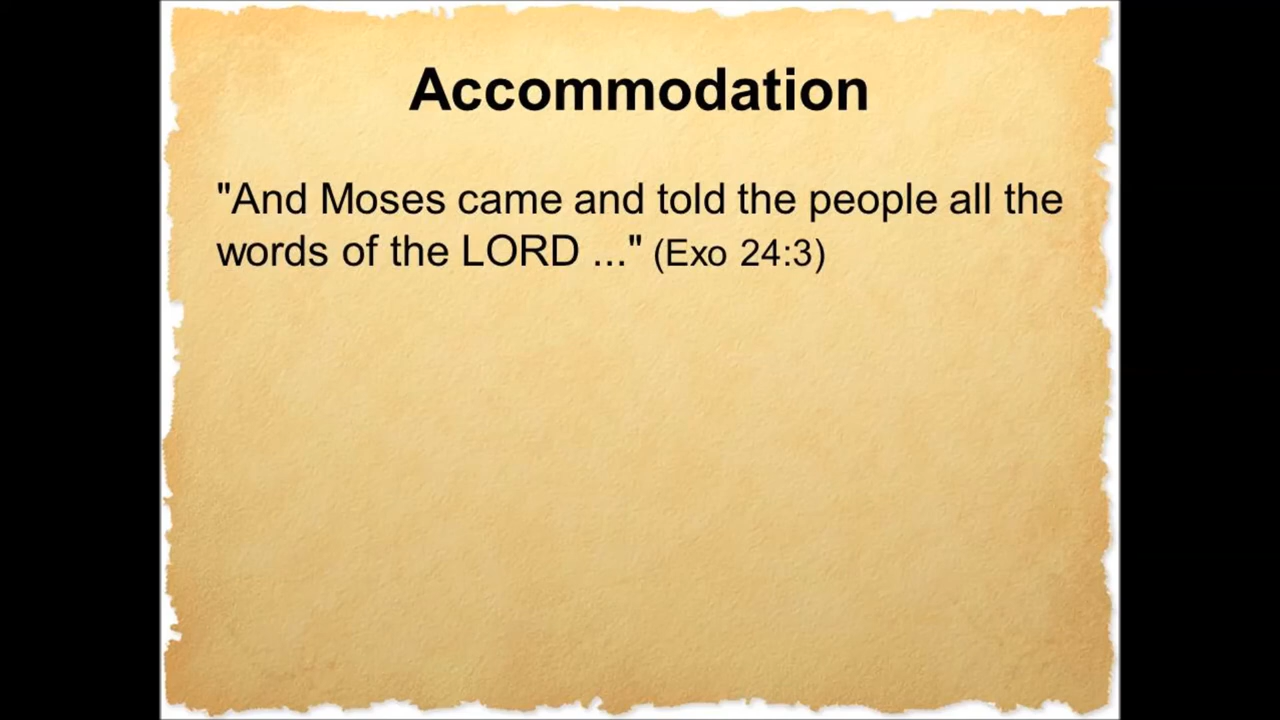 Accommodation
"And Moses came and told the people all the
words of the LORD ..." (Exo 24:3)